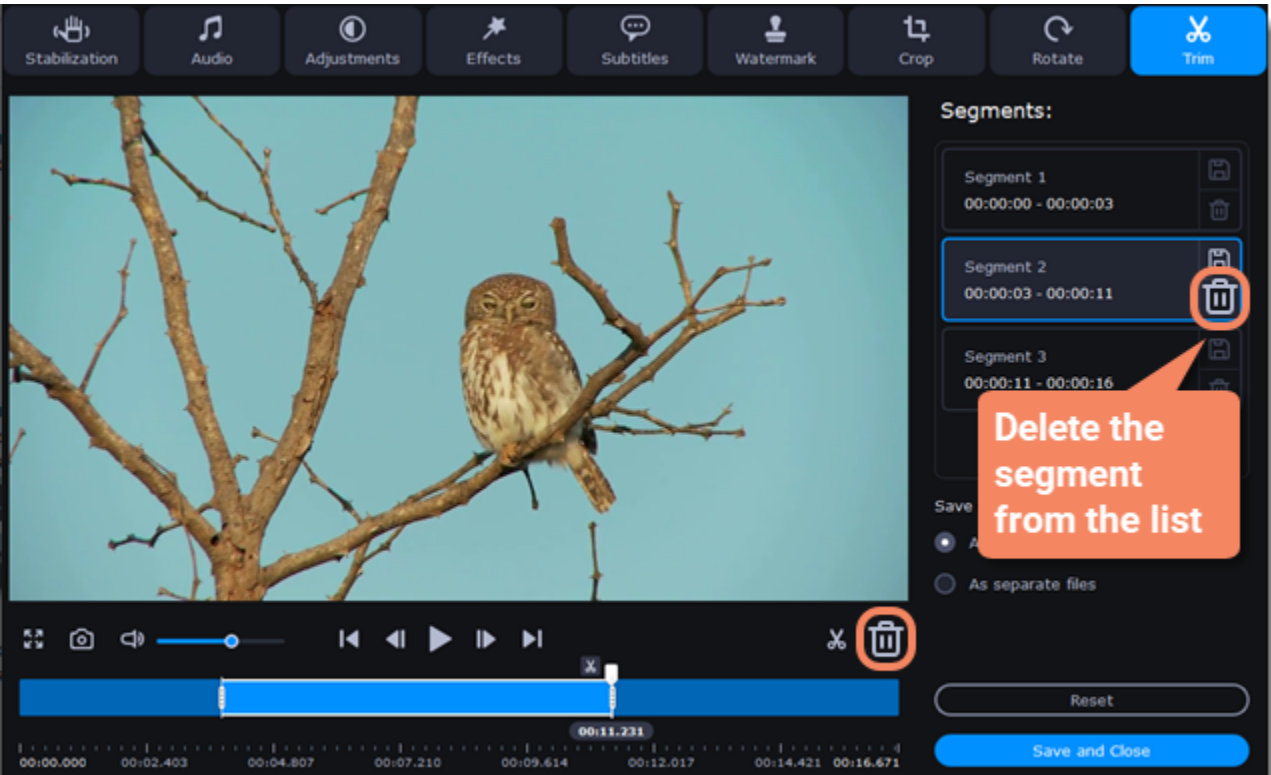 Stabilization
Audio
Adjustments
Effects
Subtitles
Watermark
Crop
Rotate
Trim
Segments:
Segment 1
00:00:00 - 00:00:03
Segment 2
00:00:03 - 00:00:11
Segment 3
00:00:11 - 00:00:16
Delete the
segment
from the list
Save
As separate files
00:11.231
00:00.000 00:02.403 00:04.807 00:07.210 00:09.614 00:12.017 00:14.421 00:16.671
Reset
Save and Close